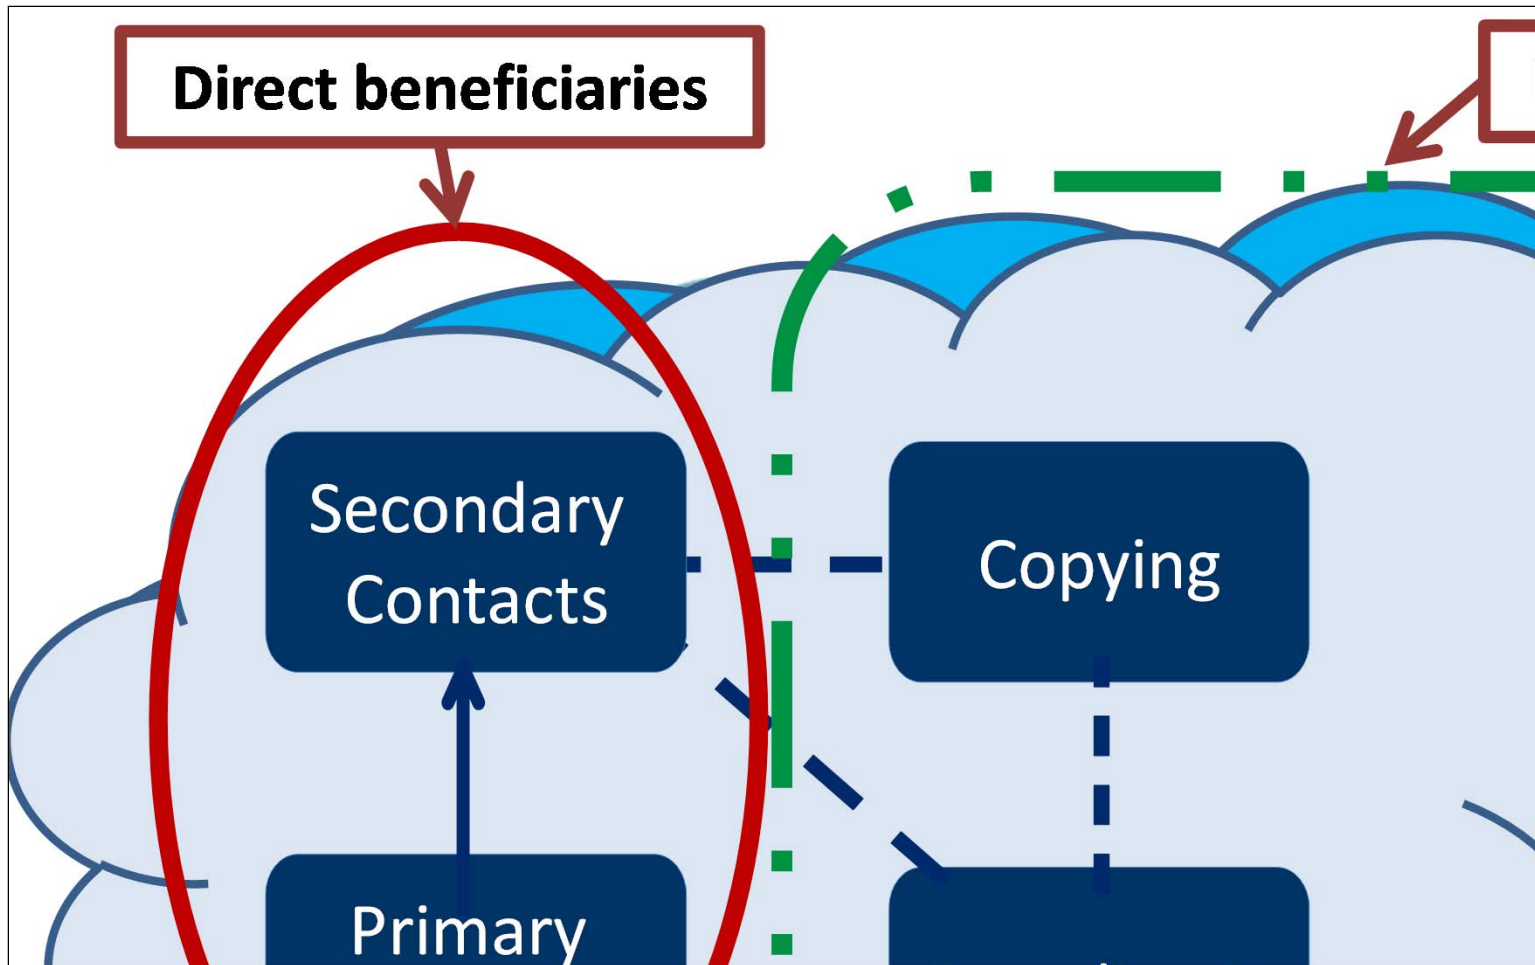 Direct beneficiaries
Secondary
Contacts
Copying
Primary